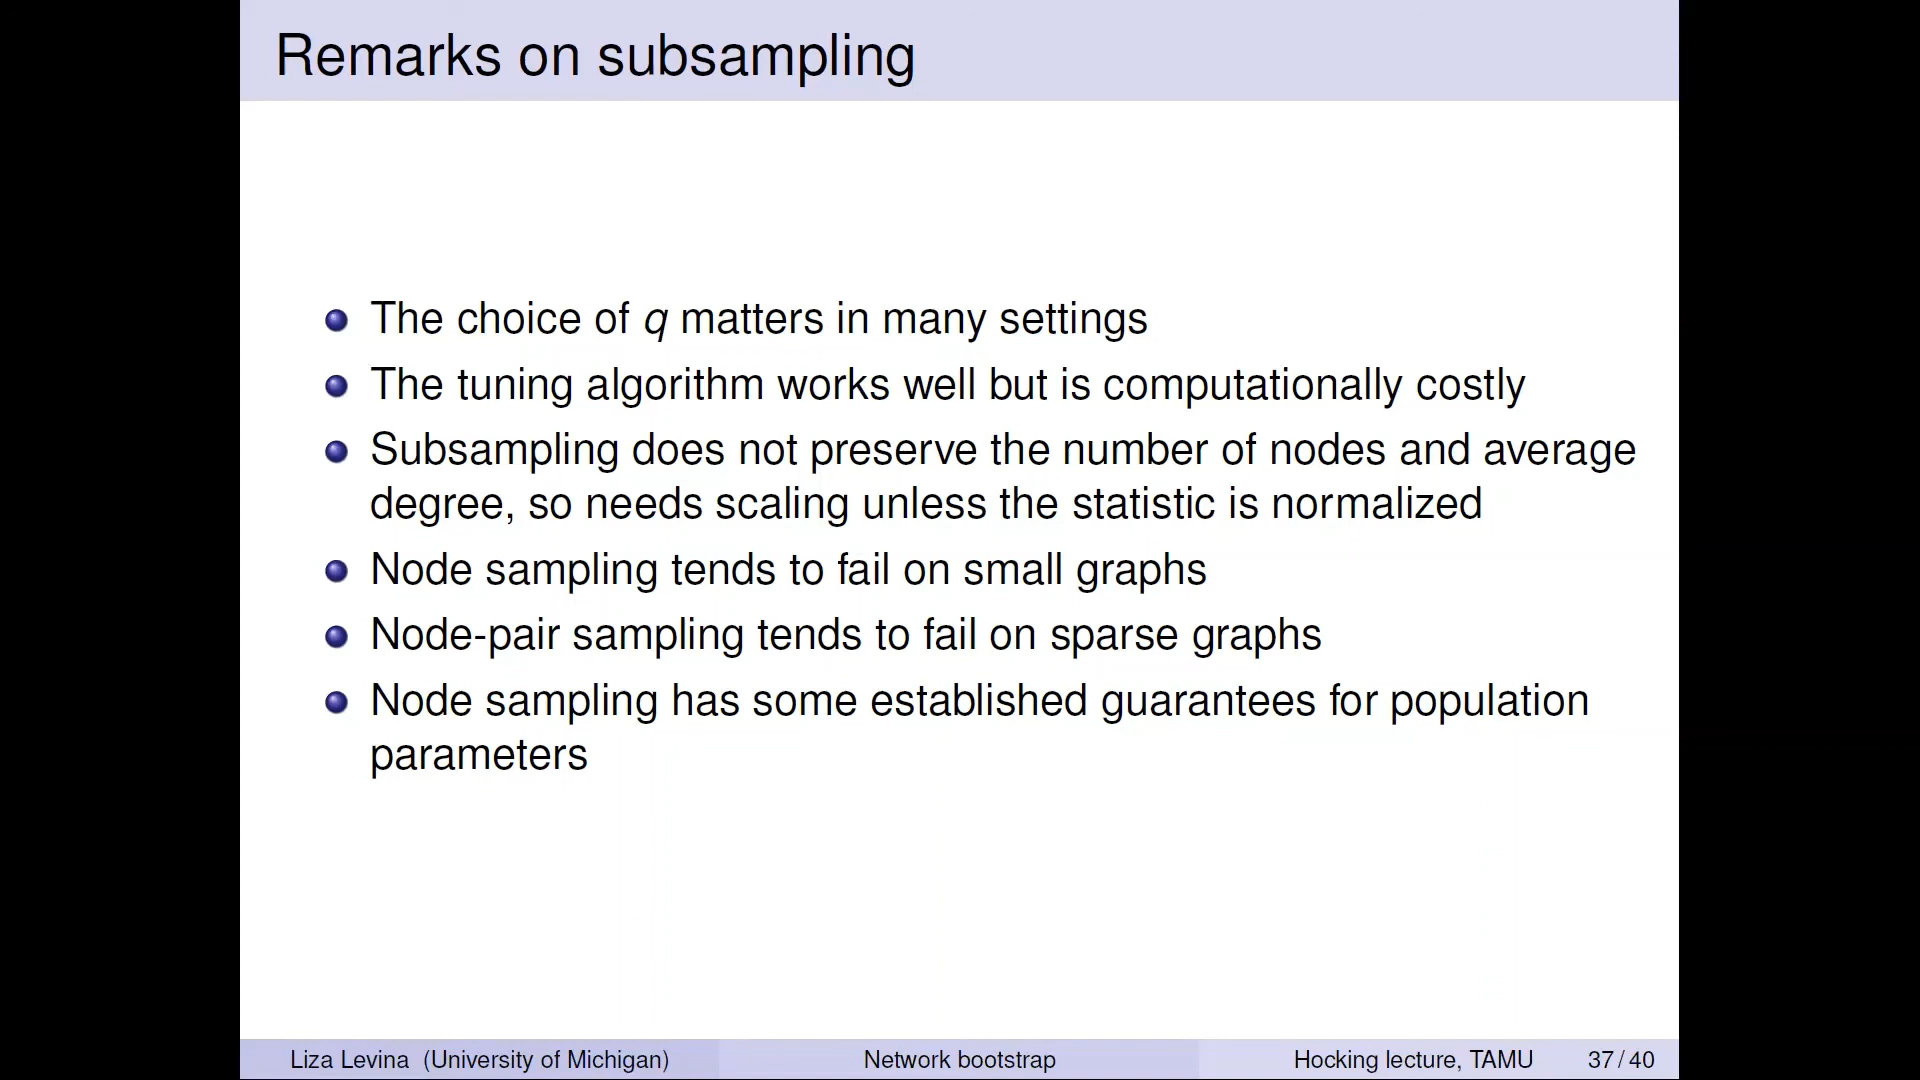 Remarks on subsampling
The choice of q matters in many settings
The tuning algorithm works well but is computationally costly
Subsampling does not preserve the number of nodes and average
degree, so needs scaling unless the statistic is normalized
Node sampling tends to fail on small graphs
Node-pair sampling tends to fail on sparse graphs
Node sampling has some established guarantees for population
parameters
Liza Levina (University of Michigan) Network bootstrap Hocking lecture, TAMU 37 / 40